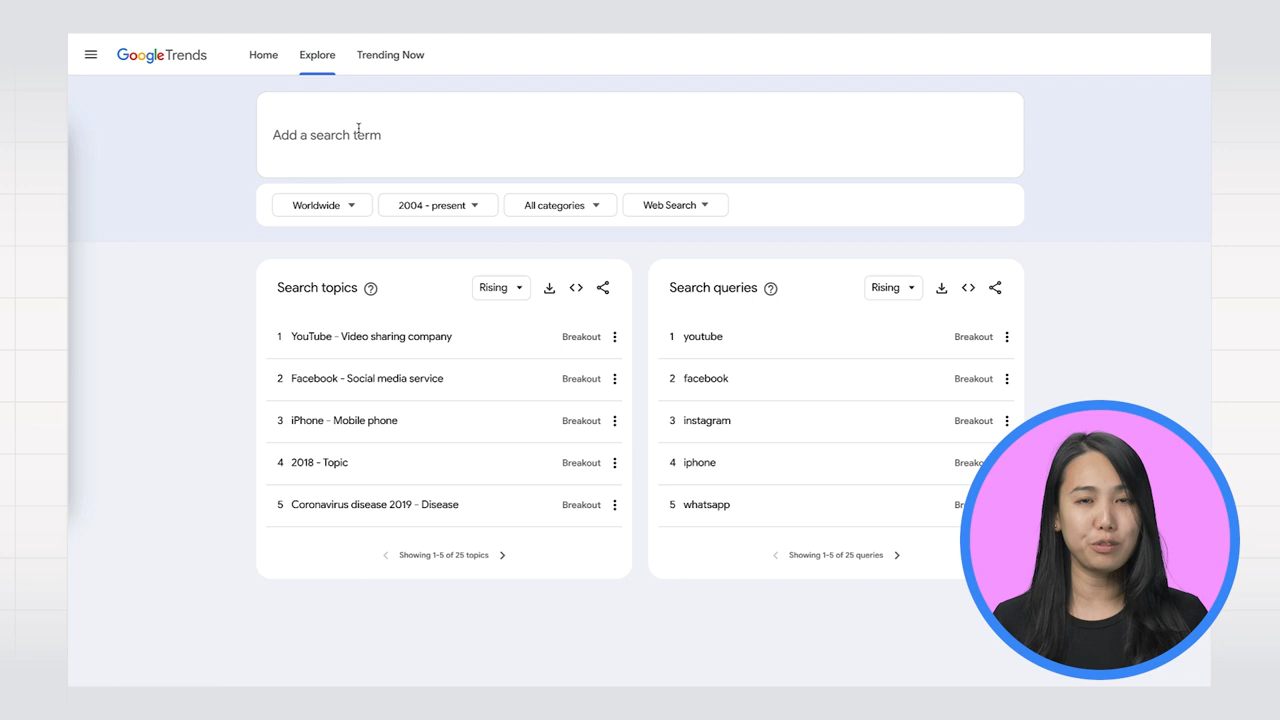 GoogleTrends Home Explore Trending Now
Add a search term
Worldwide 2004 - present All categories Web Search
Search topics Rising
1 YouTube - Video sharing company Breakout
2 Facebook - Social media service Breakout
3 iPhone - Mobile phone Breakout
4 2018 - Topic Breakout
5 Coronavirus disease 2019 - Disease Breakout
Showing 1-5 of 25 topics
Search queries Rising
1 youtube Breakout
2 facebook Breakout
3 instagram Breakout
4 iphone
5 whatsapp
Showing 1-5 of 25 queries